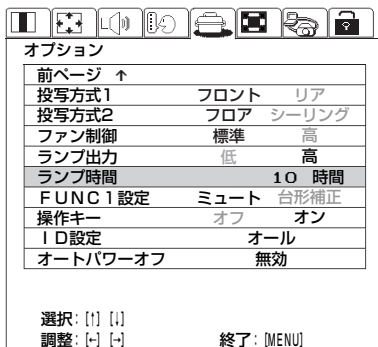 オプション
前ページ ↑
投写方式1 フロント リア
投写方式2 フロア シーリング
ファン制御 標準 高
ランプ出力 低 高
ランプ時間 10 時間
FUNC1設定 ミュート 台形補正
操作キー オフ オン
ID設定 オール
オートパワーオフ 無効
選択: [↑] [↓]
調整: [←] [→] 終了: [MENU]